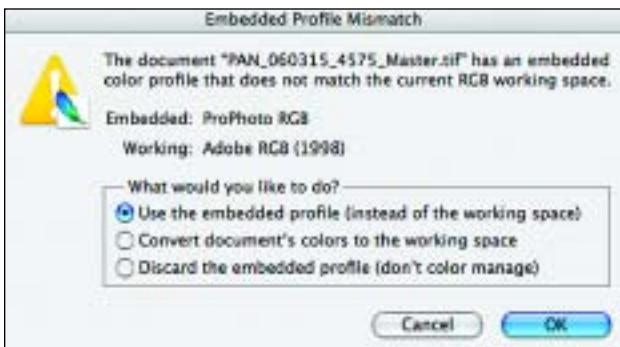 Embedded Profile Mismatch
The document "PAN_060315_4575_Master.tif" has an embedded
color profile that does not match the current RGB working space.
Embedded: ProPhoto RGB
Working: Adobe RGB (1998)
What would you like to do?
Use the embedded profile (instead of the working space)
Convert document's colors to the working space
Discard the embedded profile (don't color manage)
Cancel OK